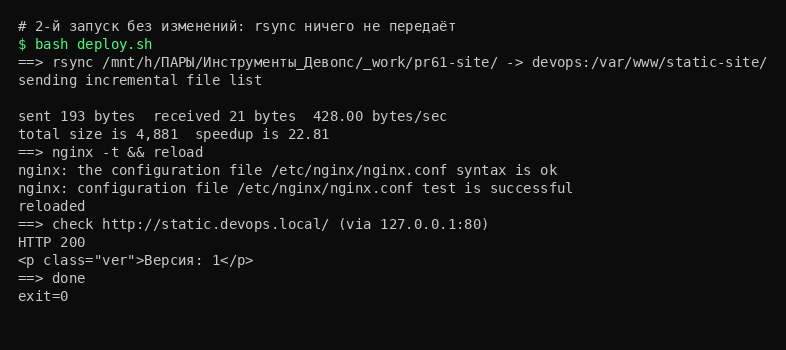 # 2-й запуск без изменений: rsync ничего не передаёт
$ bash deploy.sh
==> rsync /mnt/h/ПАРЫ/Инструменты_Девопс/_work/pr61-site/ -> devops:/var/www/static-site/
sending incremental file list
sent 193 bytes  received 21 bytes  428.00 bytes/sec
total size is 4,881  speedup is 22.81
==> nginx -t && reload
nginx: the configuration file /etc/nginx/nginx.conf syntax is ok
nginx: configuration file /etc/nginx/nginx.conf test is successful
reloaded
==> check http://static.devops.local/ (via 127.0.0.1:80)
HTTP 200
<p class="ver">Версия: 1</p>
==> done
exit=0